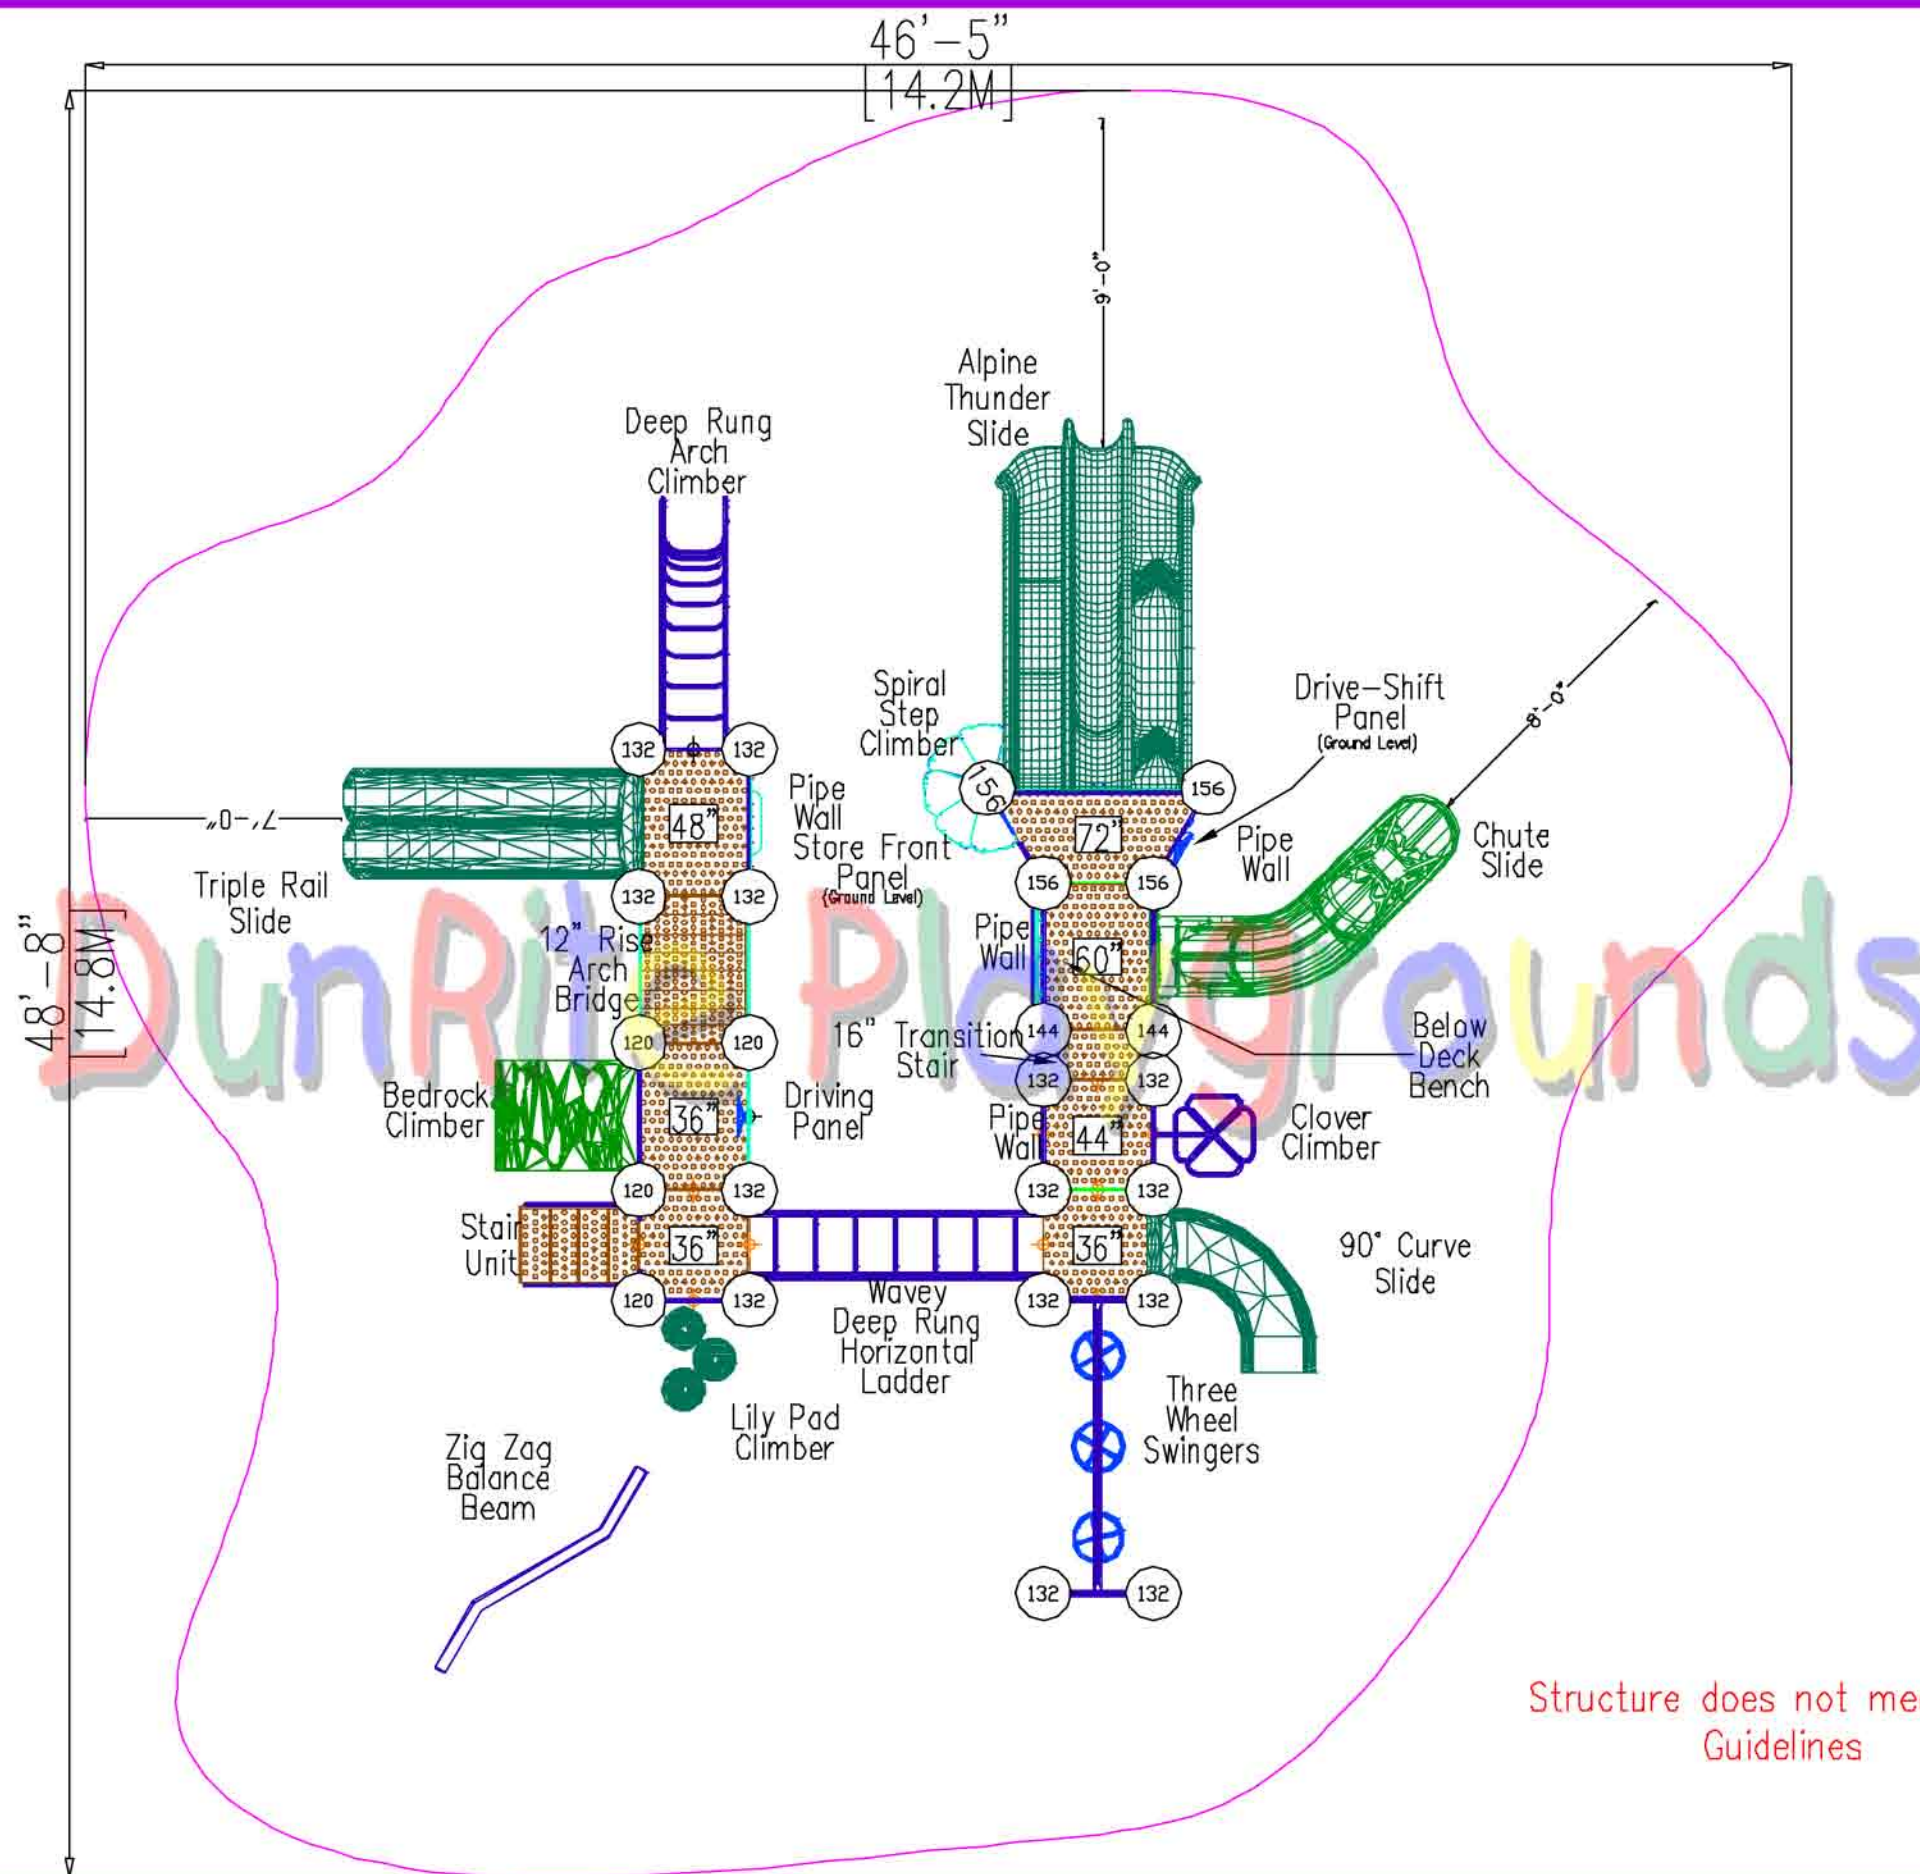 46'-5"
[14.2M]
9'-0"
Alpine
Thunder
Slide
Deep Rung
Arch
Climber
Spiral
Step
Climber
Drive-Shift
Panel
(Ground Level)
8'-0"
132
132
156
156
Pipe
Wall
Store Front
Panel
(Ground Level)
48"
72"
Pipe
Wall
Chute
Slide
7'-0"
Triple Rail
Slide
132
132
156
156
48'-8"
[14.8M]
DunRite Playgrounds
12" Rise
Arch
Bridge
Pipe
Wall
60"
120
120
16" Transition
Stair
144
144
132
132
Below
Deck
Bench
Bedrock
Climber
36"
Driving
Panel
Pipe
Wall
44"
Clover
Climber
120
132
132
132
Stair
Unit
36"
36"
90° Curve
Slide
120
132
132
132
Wavey
Deep Rung
Horizontal
Ladder
Three
Wheel
Swingers
Lily Pad
Climber
Zig Zag
Balance
Beam
132
132
Structure does not me
Guidelines